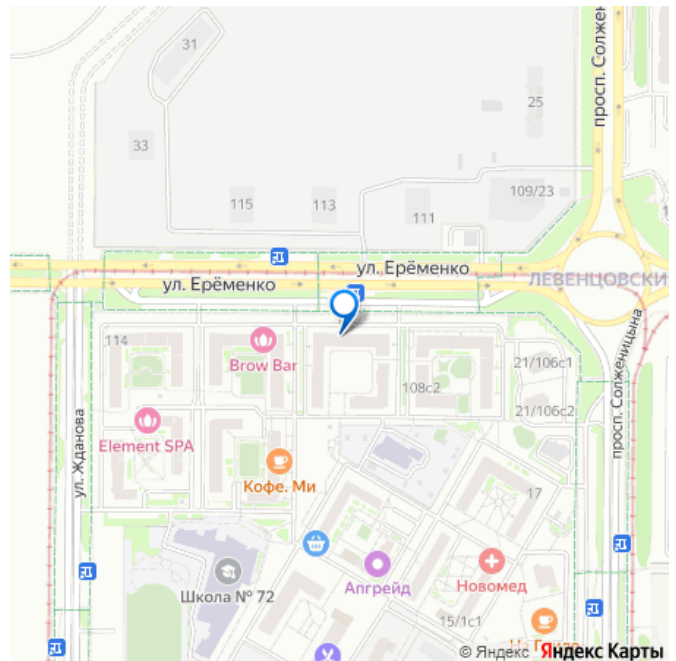 31
просп. Солжен
25
33
109/23
115
113
111
ул. Ерёменко
ул. Ерёменко
ЛЕВЕНЦОВСКИ
114
Brow Bar
108с2
21/106с1
21/106с2
просп. Солженицына
ул. Жданова
Element SPA
Кофе. Ми
17
Школа № 72
Апгрейд
Новомед
15/1с1
© Яндекс Яндекс Карты